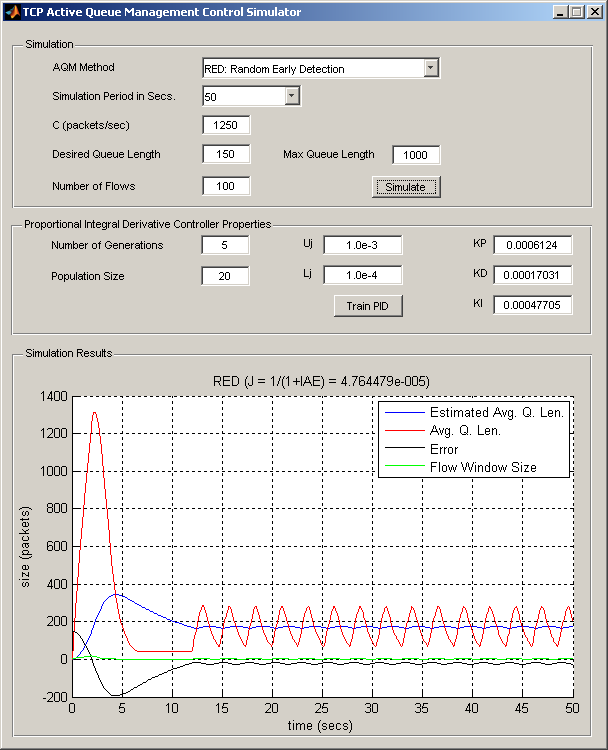 TCP Active Queue Management Control Simulator
Simulation
AQM Method RED: Random Early Detection
Simulation Period in Secs. 50
C (packets/sec) 1250
Desired Queue Length 150 Max Queue Length 1000
Number of Flows 100 Simulate
Proportional Integral Derivative Controller Properties
Number of Generations 5 Uj 1.0e-3 KP 0.0006124
Population Size 20 Lj 1.0e-4 KD 0.00017031
Train PID KI 0.00047705
Simulation Results
RED (J = 1/(1+IAE) = 4.764479e-005)
1400
1200
1000
800
600
400
200
0
-200
size (packets)
Estimated Avg. Q. Len.
Avg. Q. Len.
Error
Flow Window Size
0 5 10 15 20 25 30 35 40 45 50
time (secs)